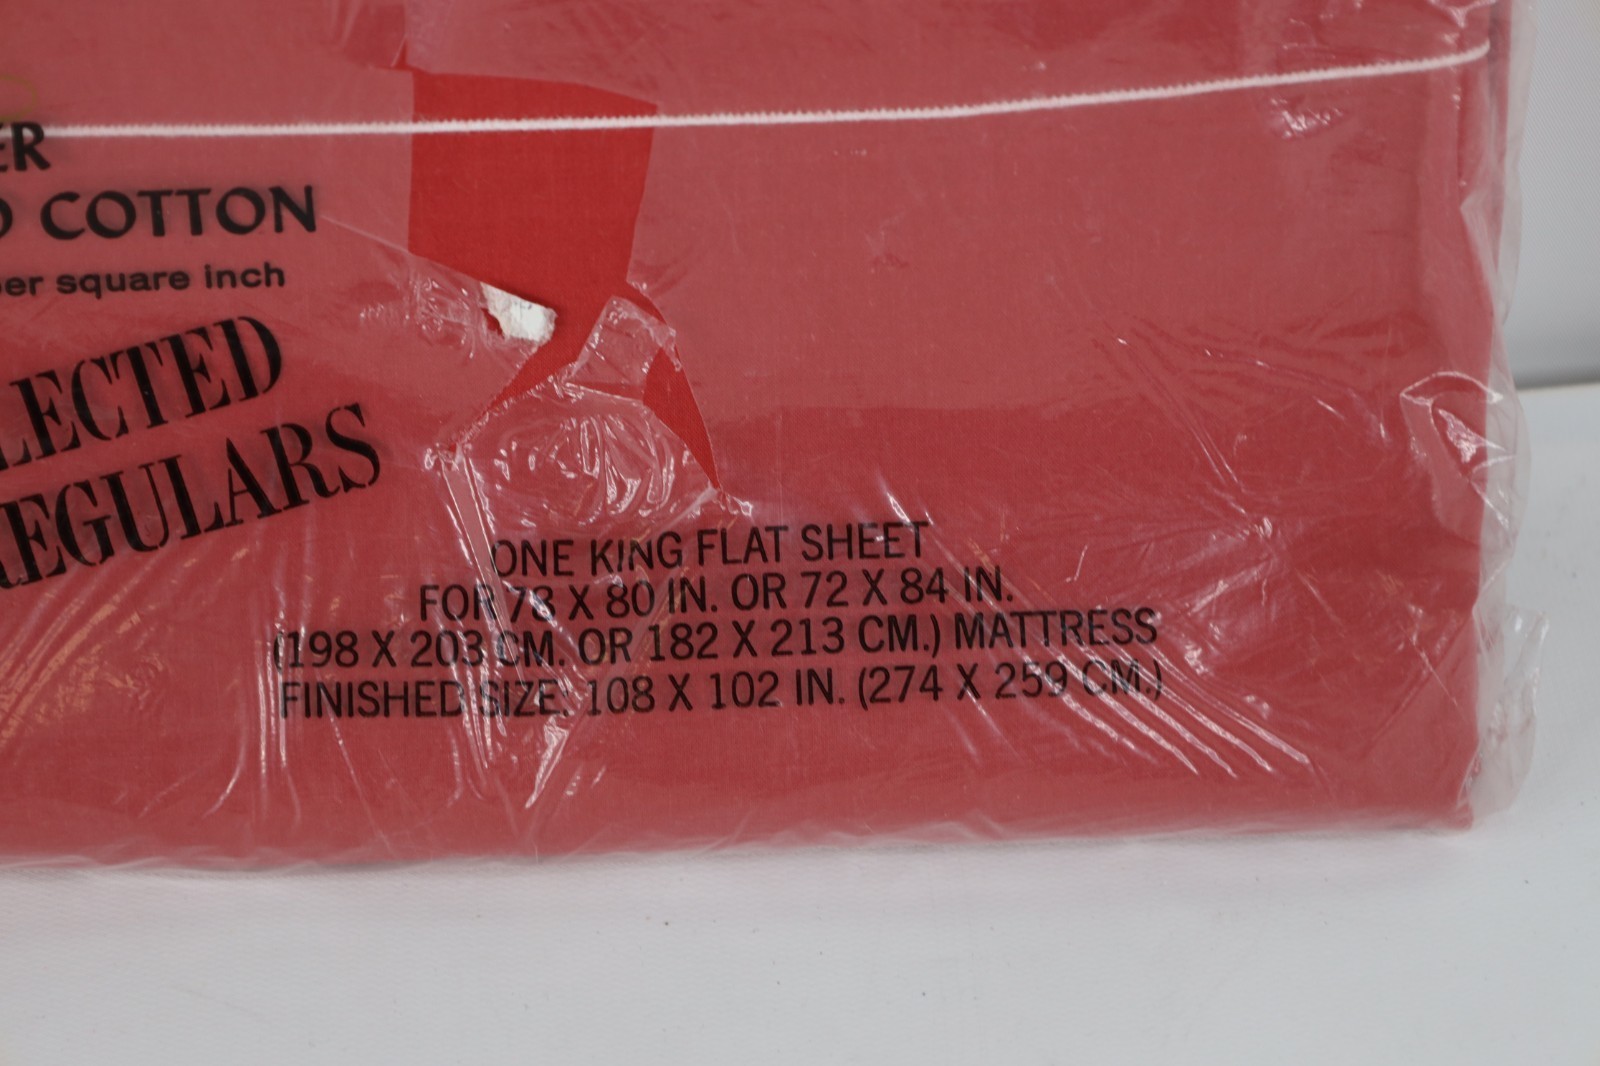 ER
D COTTON
per square inch
LECTED
REGULARS
ONE KING FLAT SHEET
FOR 78 X 80 IN. OR 72 X 84 IN.
(198 X 203 CM. OR 182 X 213 CM.) MATTRESS
FINISHED SIZE: 108 X 102 IN. (274 X 259 CM.)